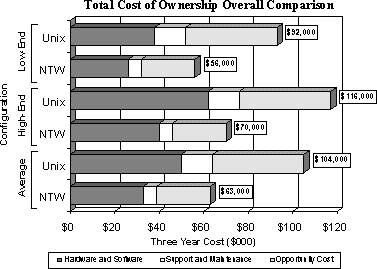 Total Cost of Ownership Overall Comparison
Configuration
Low-End
Unix
$92,000
NTW
$56,000
High-End
Unix
$116,000
NTW
$70,000
Average
Unix
$104,000
NTW
$63,000
$0 $20 $40 $60 $80 $100 $120
Three Year Cost ($000)
Hardware and Software Support and Maintenance Opportunity Cost